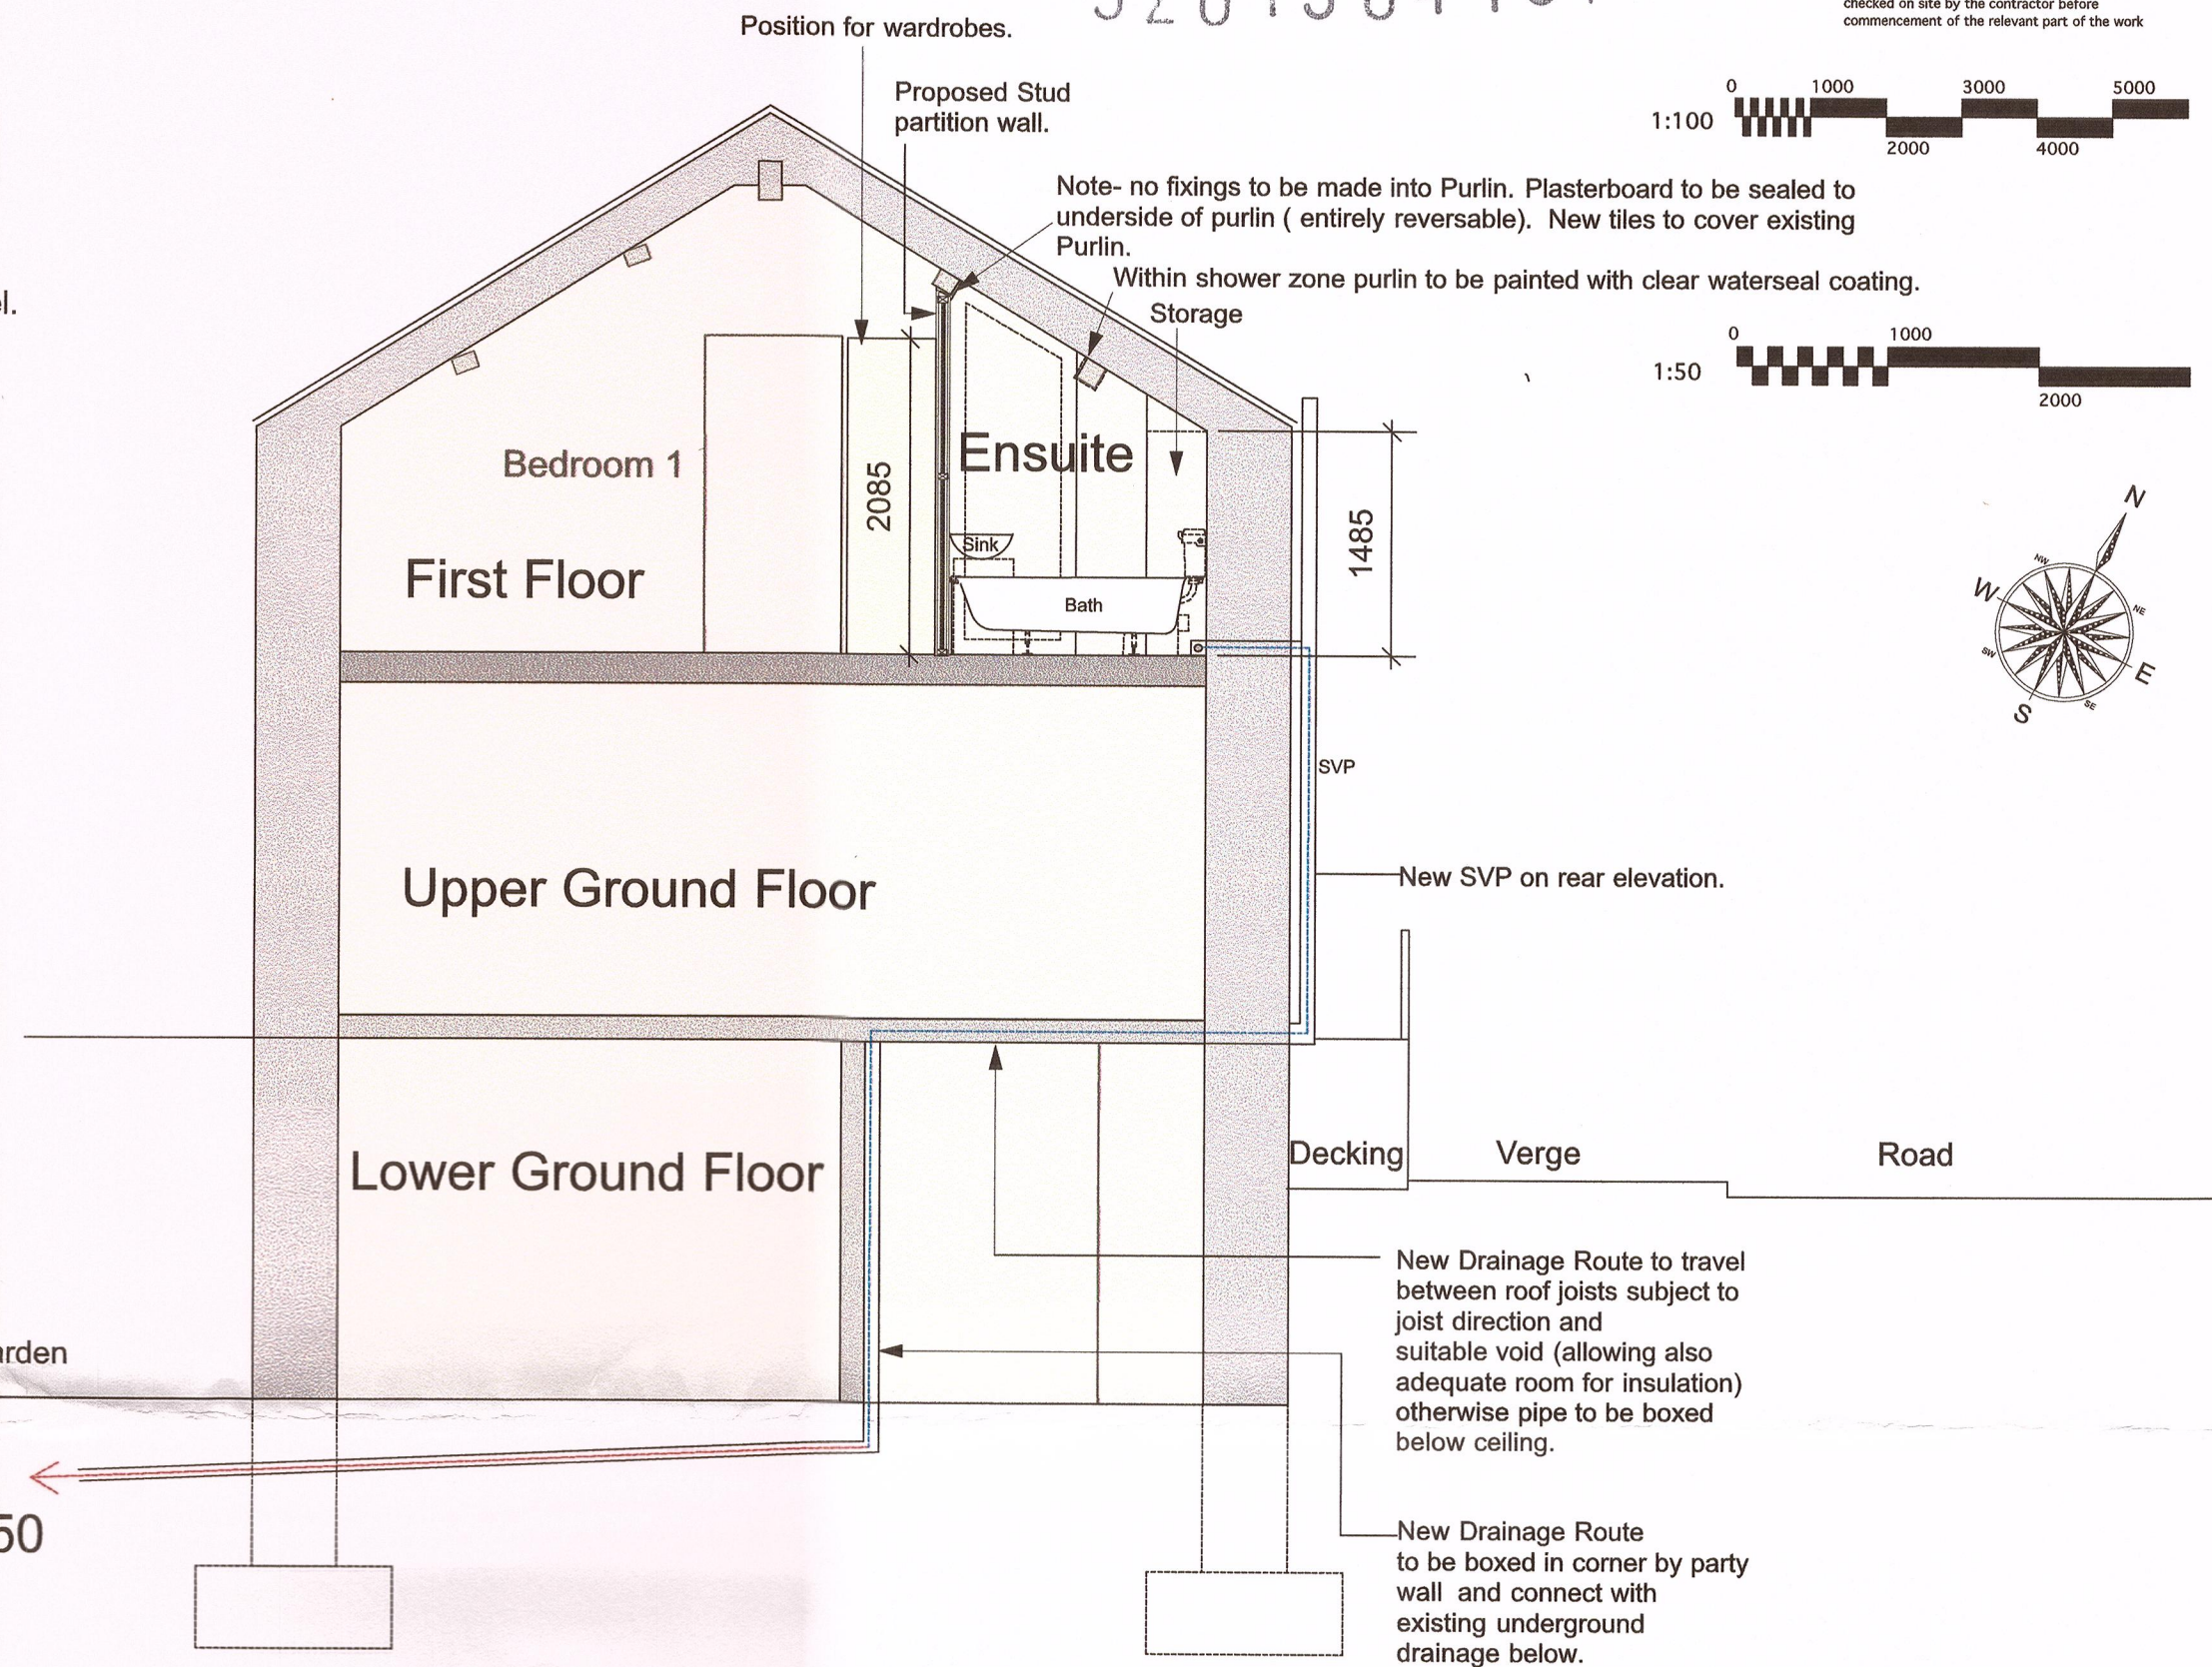 Position for wardrobes.
checked on site by the contractor before
commencement of the relevant part of the work
Proposed Stud
partition wall.
0 1000 3000 5000
1:100
2000 4000
Note- no fixings to be made into Purlin. Plasterboard to be sealed to
underside of purlin ( entirely reversable). New tiles to cover existing
Purlin.
Within shower zone purlin to be painted with clear waterseal coating.
Storage
0 1000
1:50
2000
Bedroom 1
Ensuite
2085
1485
First Floor
Sink
Bath
N
NW
W
NE
SW
E
SE
S
SVP
Upper Ground Floor
New SVP on rear elevation.
Lower Ground Floor
Decking
Verge
Road
New Drainage Route to travel
between roof joists subject to
joist direction and
suitable void (allowing also
adequate room for insulation)
otherwise pipe to be boxed
below ceiling.
New Drainage Route
to be boxed in corner by party
wall and connect with
existing underground
drainage below.